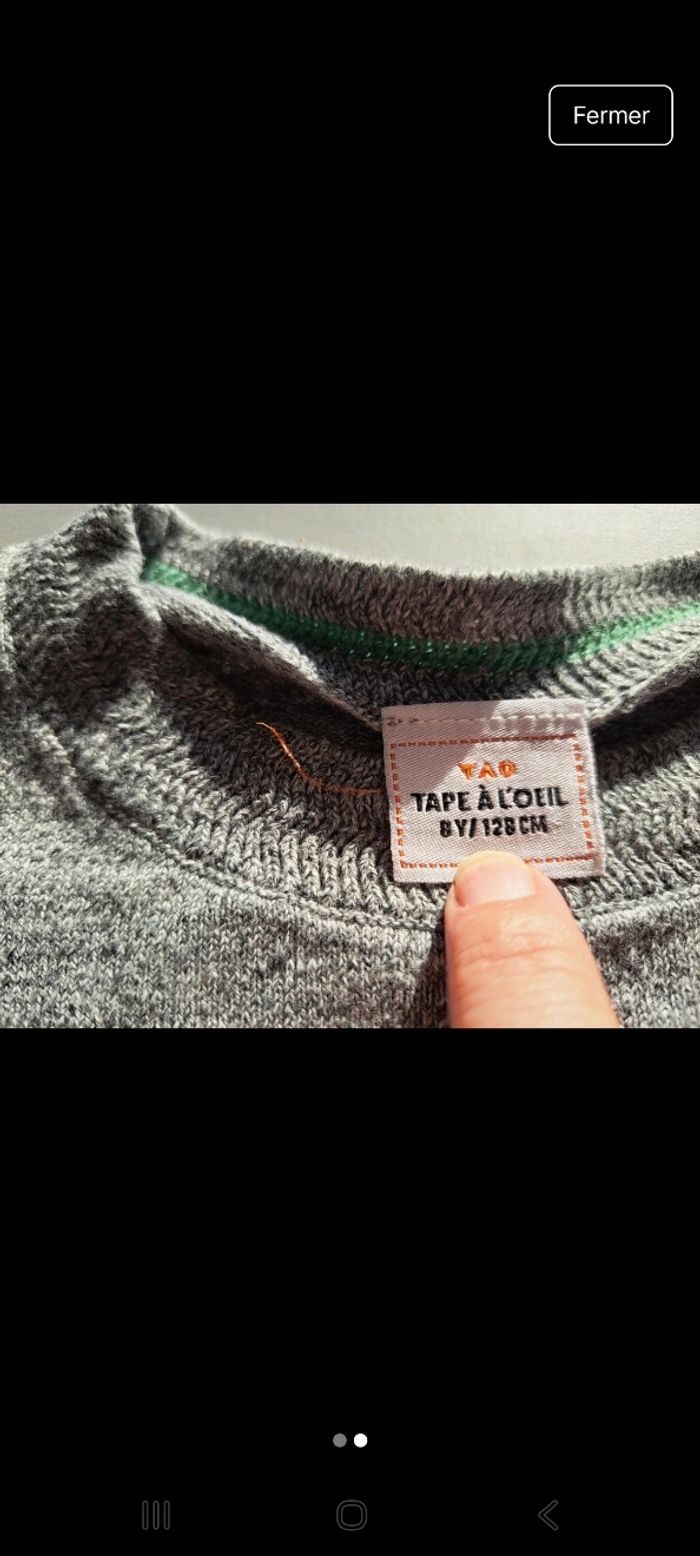 Fermer
TAO
TAPE À L'OEIL
8Y/128CM